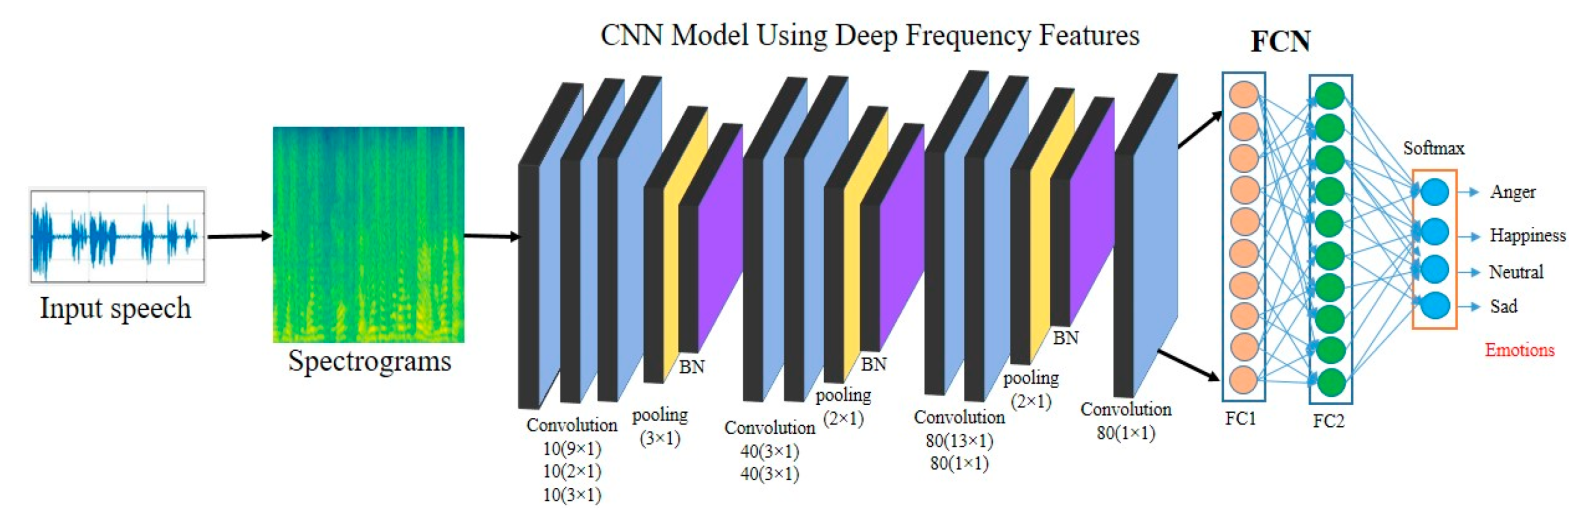 CNN Model Using Deep Frequency Features
FCN
Input speech
Spectrograms
Convolution
10(9×1)
10(2×1)
10(3×1)
pooling
(3×1)
BN
Convolution
40(3×1)
40(3×1)
pooling
(2×1)
BN
Convolution
80(13×1)
80(1×1)
pooling
(2×1)
BN
Convolution
80(1×1)
FC1
FC2
Softmax
Anger
Happiness
Neutral
Sad
Emotions